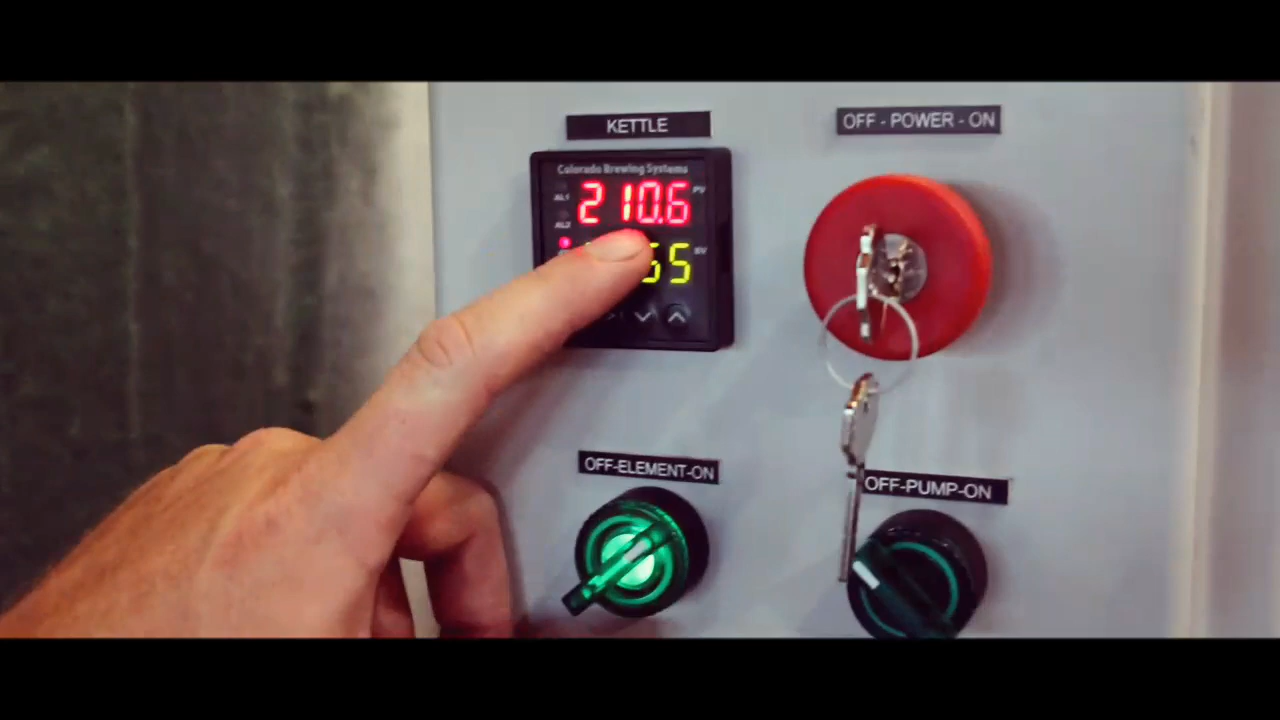 KETTLE
OFF - POWER - ON
Colorado Brewing Systems
AL1
210.6
PV
AL2
55
SV
OFF-ELEMENT-ON
OFF-PUMP-ON